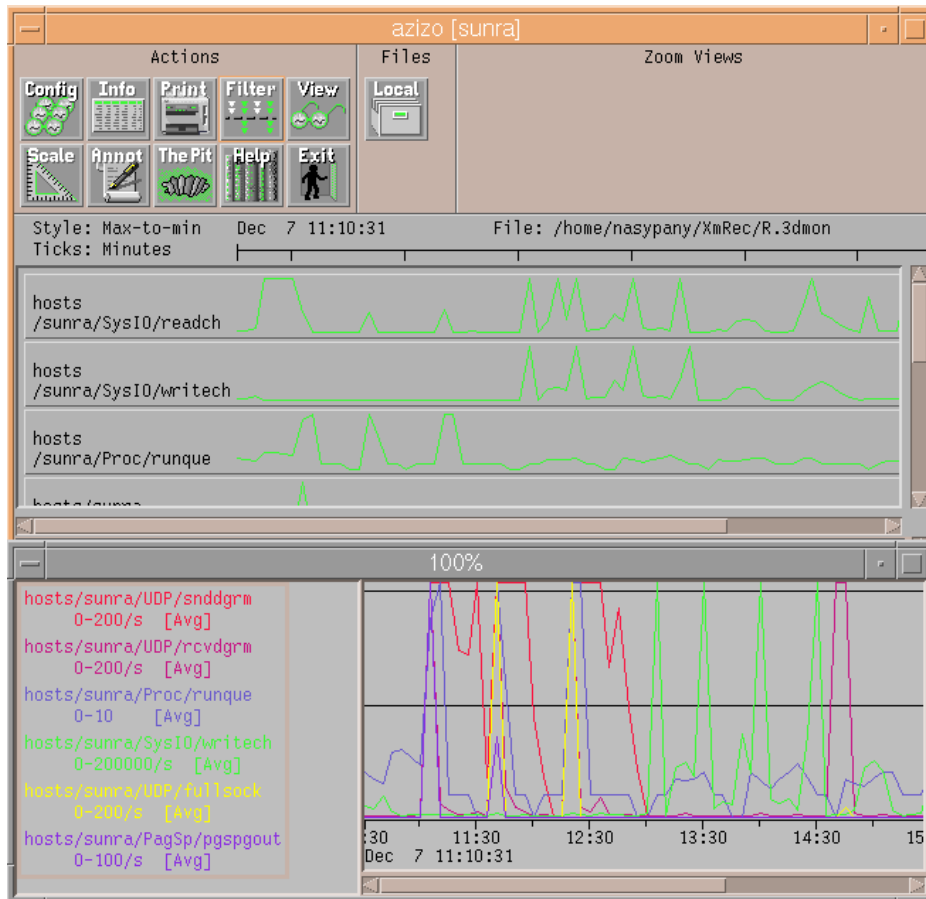 azizo [sunra]
Actions Files Zoom Views
Config Info Print Filter View Local
Scale Annot The Pit Help Exit
Style: Max-to-min Dec 7 11:10:31 File: /home/nasypany/XmRec/R.3dmon
Ticks: Minutes
hosts
/sunra/SysIO/readch
hosts
/sunra/SysIO/writech
hosts
/sunra/Proc/runque
hosts/sunra
100%
hosts/sunra/UDP/snddgrm
0-200/s [Avg]
hosts/sunra/UDP/rcvdgrm
0-200/s [Avg]
hosts/sunra/Proc/runque
0-10 [Avg]
hosts/sunra/SysIO/writech
0-200000/s [Avg]
hosts/sunra/UDP/fullsock
0-200/s [Avg]
hosts/sunra/PagSp/pgspgout
0-100/s [Avg]
:30 11:30 12:30 13:30 14:30 15
Dec 7 11:10:31